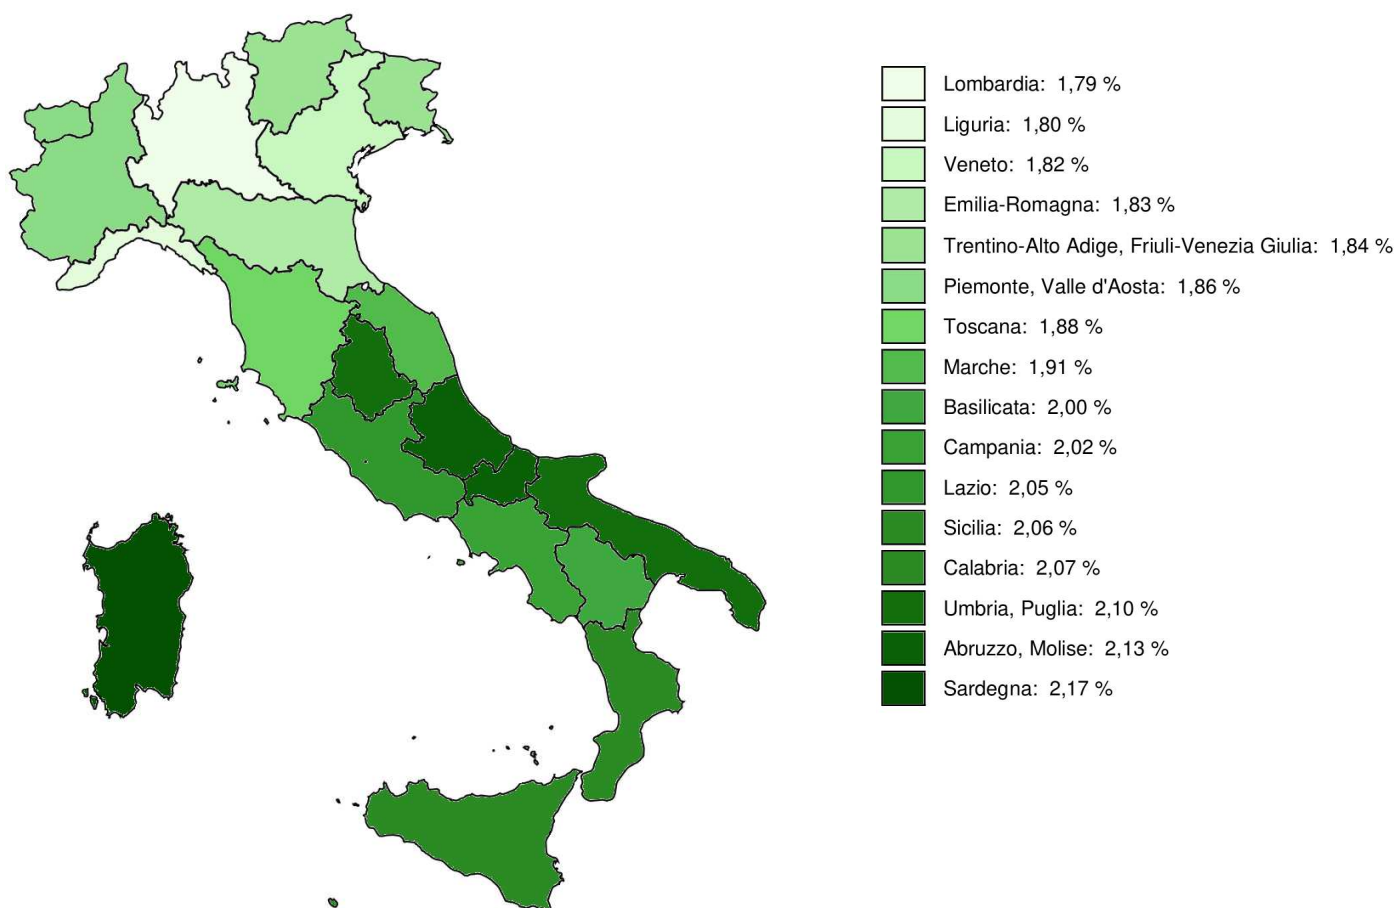 Lombardia: 1,79 %
Liguria: 1,80 %
Veneto: 1,82 %
Emilia-Romagna: 1,83 %
Trentino-Alto Adige, Friuli-Venezia Giulia: 1,84 %
Piemonte, Valle d'Aosta: 1,86 %
Toscana: 1,88 %
Marche: 1,91 %
Basilicata: 2,00 %
Campania: 2,02 %
Lazio: 2,05 %
Sicilia: 2,06 %
Calabria: 2,07 %
Umbria, Puglia: 2,10 %
Abruzzo, Molise: 2,13 %
Sardegna: 2,17 %